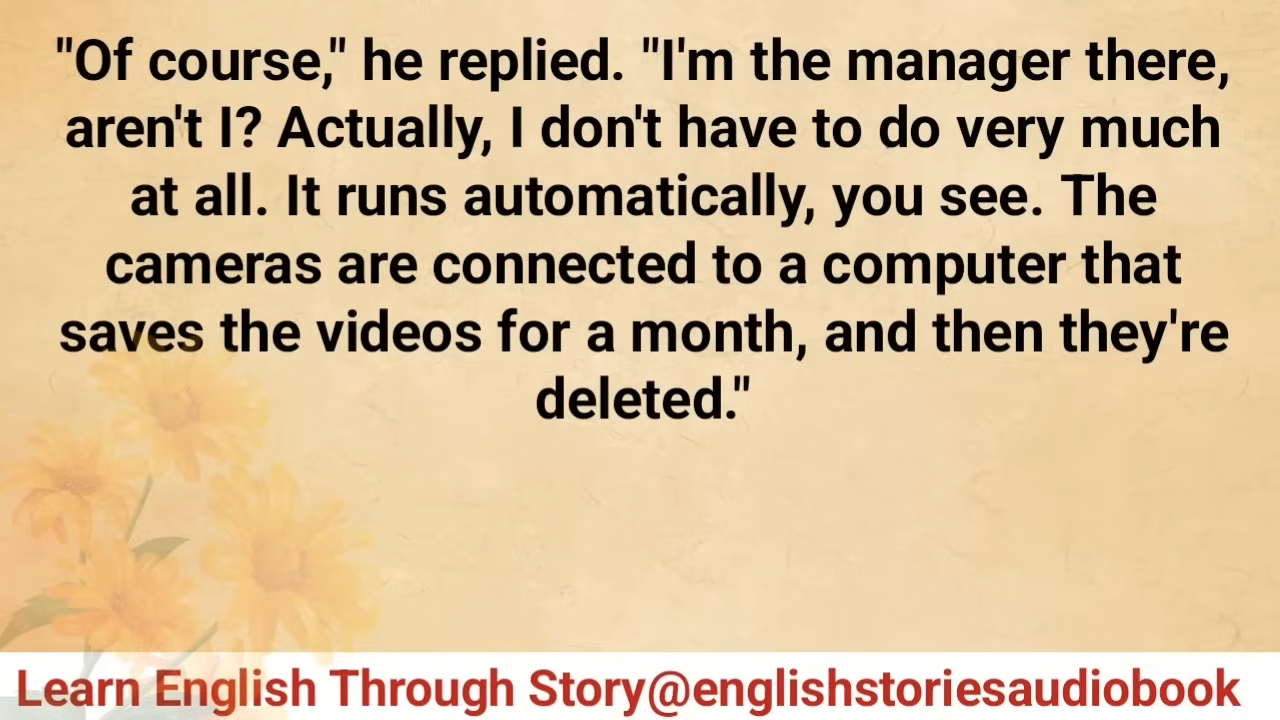 "Of course," he replied. "I'm the manager there,
aren't I? Actually, I don't have to do very much
at all. It runs automatically, you see. The
cameras are connected to a computer that
saves the videos for a month, and then they're
deleted."
Learn English Through Story@englishstoriesaudiobook